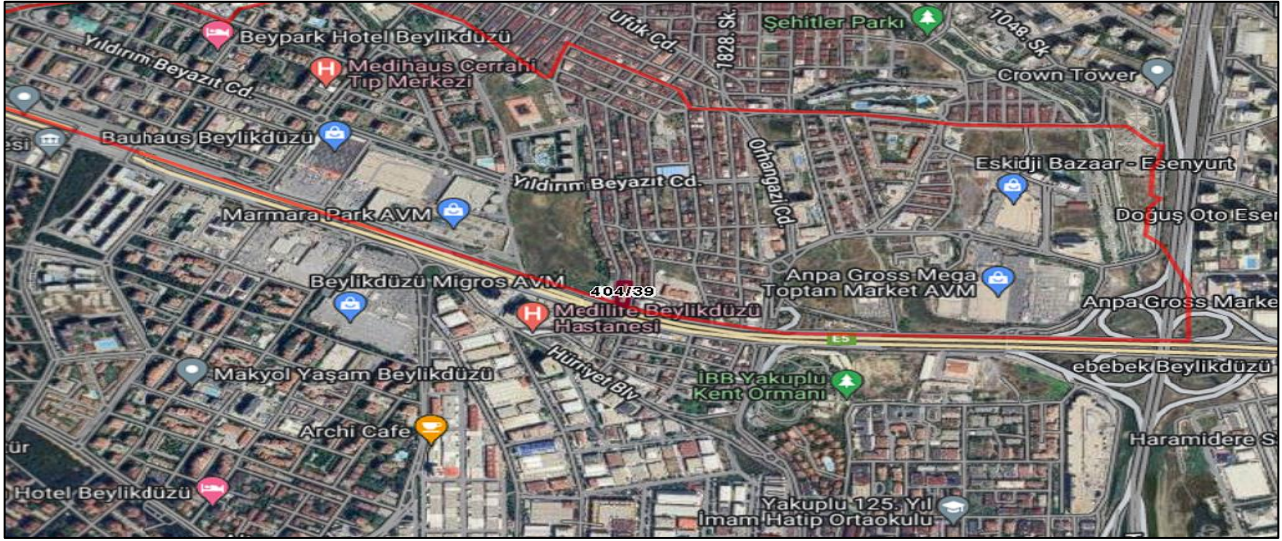 Ufuk Cd.
1828.Sk.
Şehitler Parkı
1048. Sk
Beypark Hotel Beylikdüzü
Yıldırım Beyazıt Cd.
Medihaus Cerrahi
Tıp Merkezi
Crown Tower
esi
Bauhaus Beylikdüzü
Orhangazi Cd.
Eskidji Bazaar - Esenyurt
Yıldırım Beyazıt Cd.
Marmara Park AVM
Doğuş Oto Esen
Beylikdüzü Migros AVM
404/39
Anpa Gross Mega
Toptan Market AVM
Anpa Gross Marke
Medilife Beylikdüzü
Hastanesi
E5
Hürriyet Blv
Makyol Yaşam Beylikdüzü
İBB Yakuplu
Kent Ormanı
ebebek Beylikdüzü
Archi Cafe
tür
Haramidere S
Hotel Beylikdüzü
Yakuplu 125. Yıl
İmam Hatip Ortaokulu